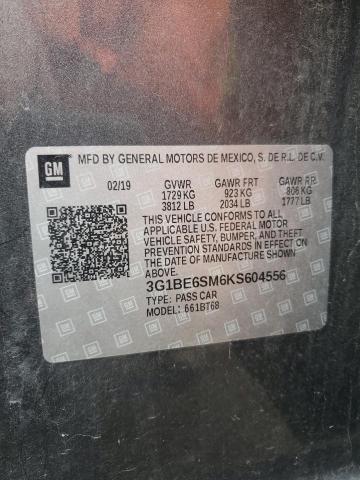 GM
MFD BY GENERAL MOTORS DE MEXICO, S. DE R.L. DE C.V.
02/19 GVWR GAWR FRT GAWR RR
1729 KG 923 KG 806 KG
3812 LB 2034 LB 1777 LB
THIS VEHICLE CONFORMS TO ALL
APPLICABLE U.S. FEDERAL MOTOR
VEHICLE SAFETY, BUMPER, AND THEFT
PREVENTION STANDARDS IN EFFECT ON
THE DATE OF MANUFACTURE SHOWN
ABOVE.
3G1BE6SM6KS604556
TYPE: PASS CAR
MODEL: 661BT68